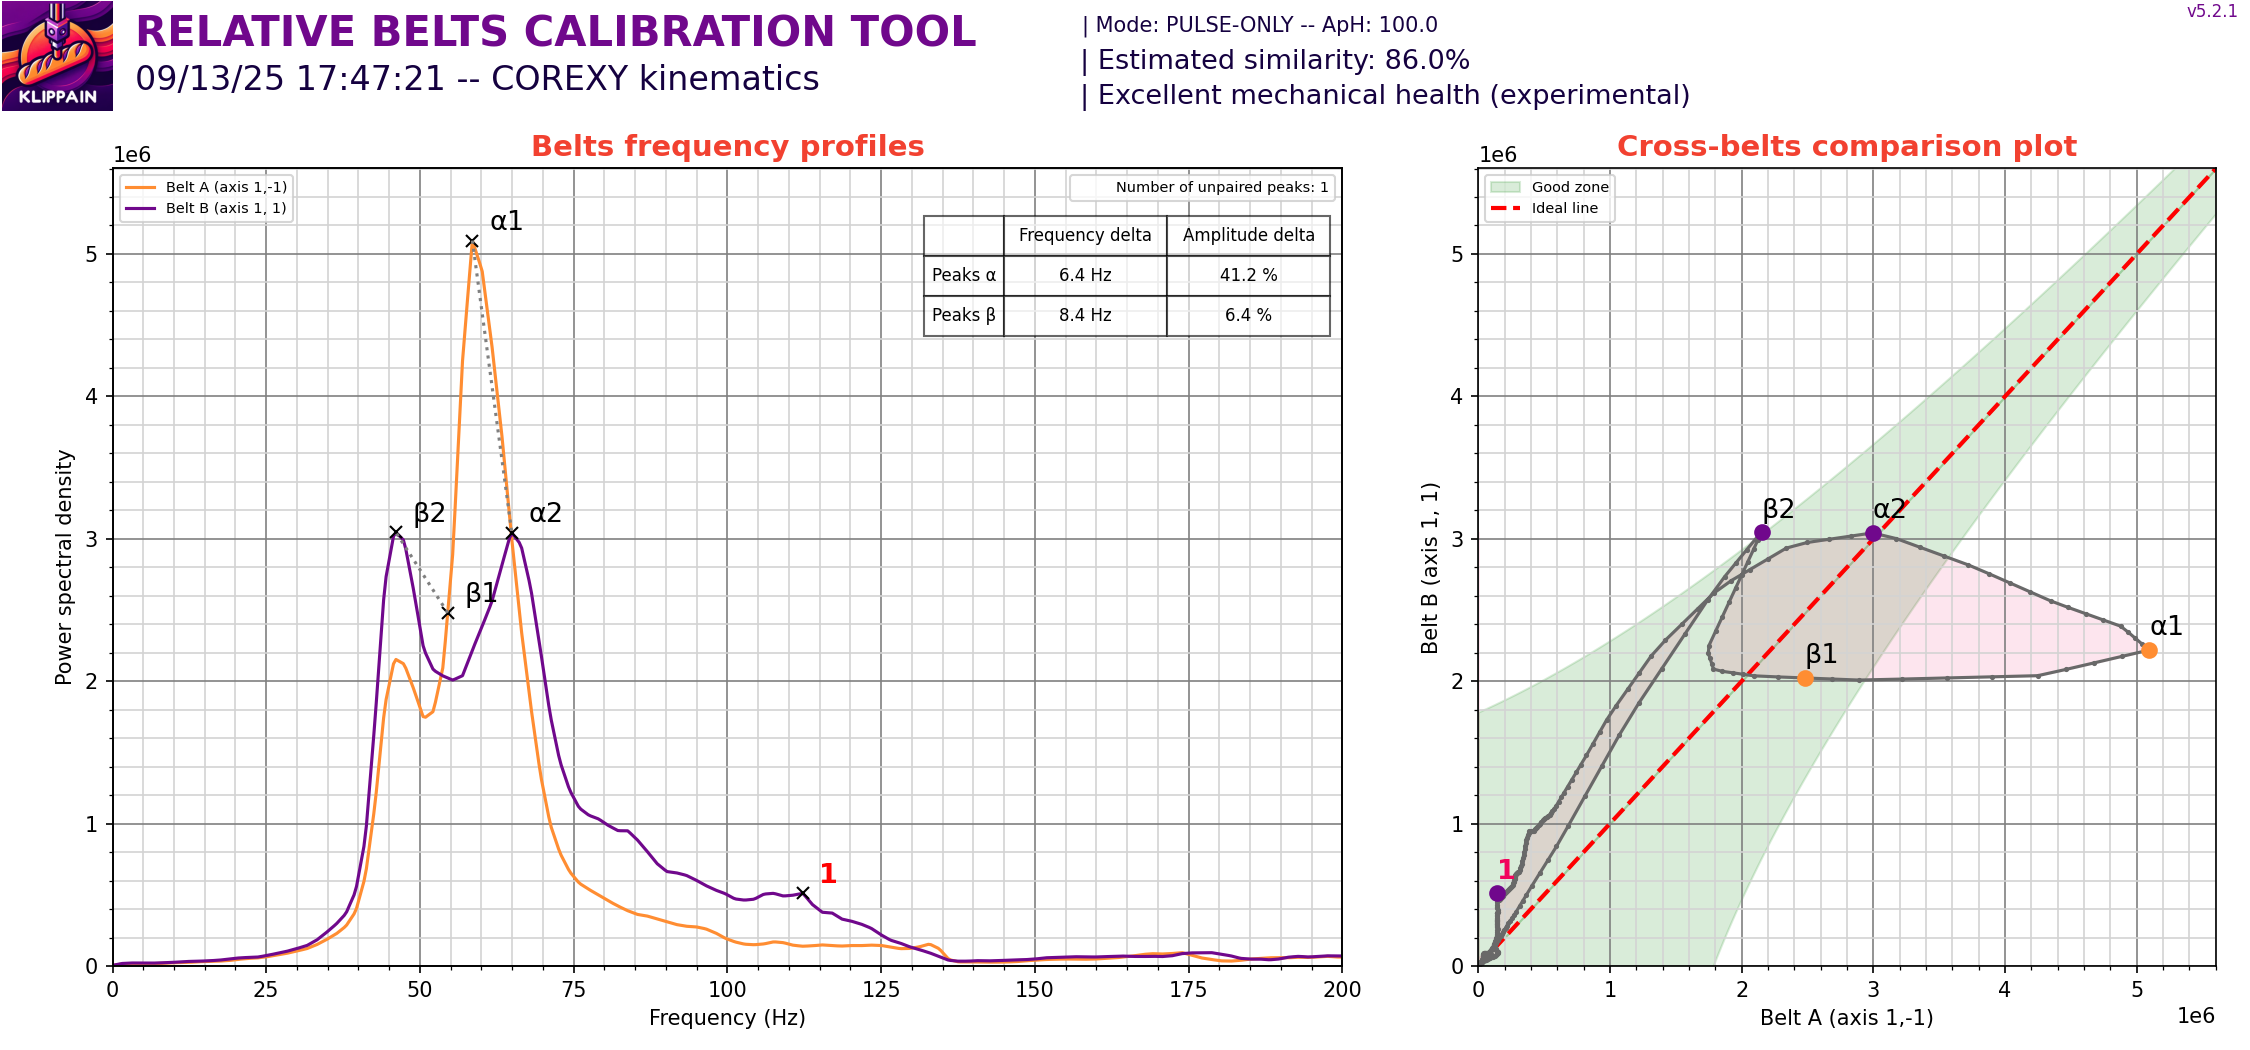 KLIPPAIN
RELATIVE BELTS CALIBRATION TOOL
09/13/25 17:47:21 -- COREXY kinematics
| Mode: PULSE-ONLY -- ApH: 100.0
| Estimated similarity: 86.0%
| Excellent mechanical health (experimental)
v5.2.1
Belts frequency profiles
1e6
Belt A (axis 1,-1)
Belt B (axis 1, 1)
Number of unpaired peaks: 1
Frequency delta Amplitude delta
Peaks α 6.4 Hz 41.2 %
Peaks β 8.4 Hz 6.4 %
α1
β2
α2
β1
1
Power spectral density
5
4
3
2
1
0
0 25 50 75 100 125 150 175 200
Frequency (Hz)
Cross-belts comparison plot
1e6
Good zone
Ideal line
β2
α2
α1
β1
1
Belt B (axis 1, 1)
5
4
3
2
1
0
0 1 2 3 4 5
Belt A (axis 1,-1)
1e6